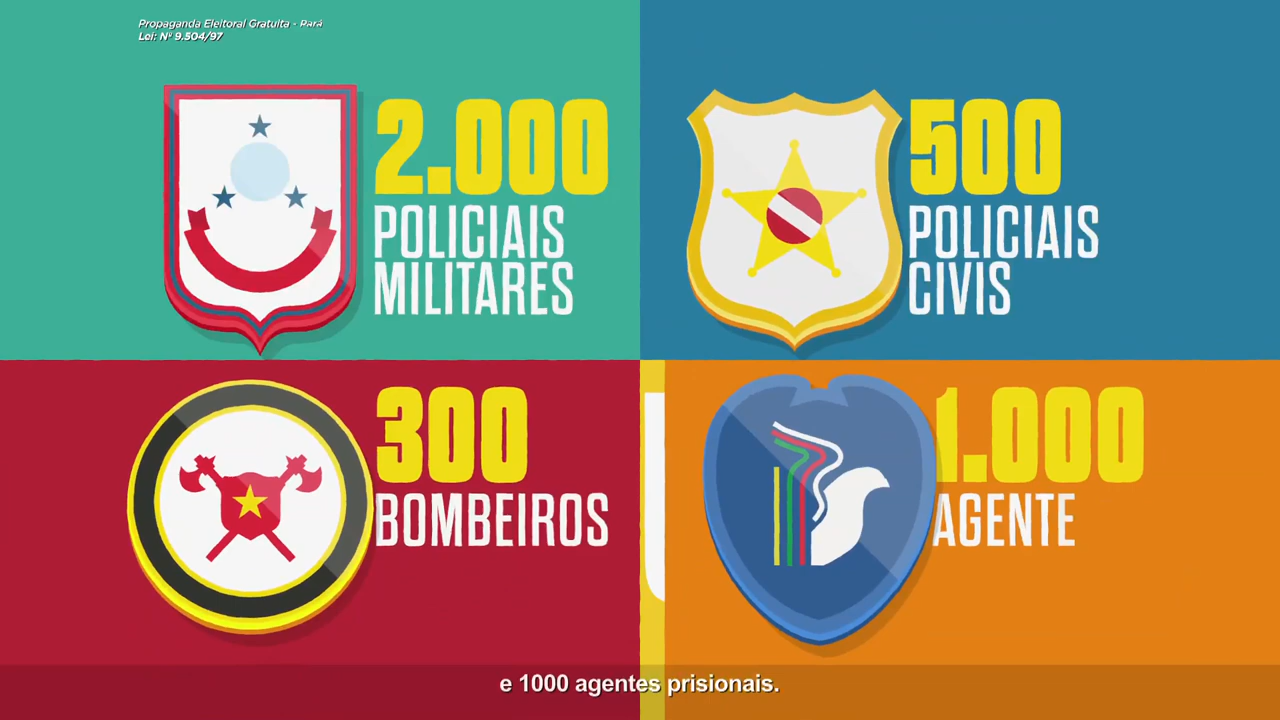 Propaganda Eleitoral Gratuita - Pará
Lei: Nº 9.504/97
2.000
POLICIAIS
MILITARES
500
POLICIAIS
CIVIS
300
BOMBEIROS
1.000
AGENTE
e 1000 agentes prisionais.